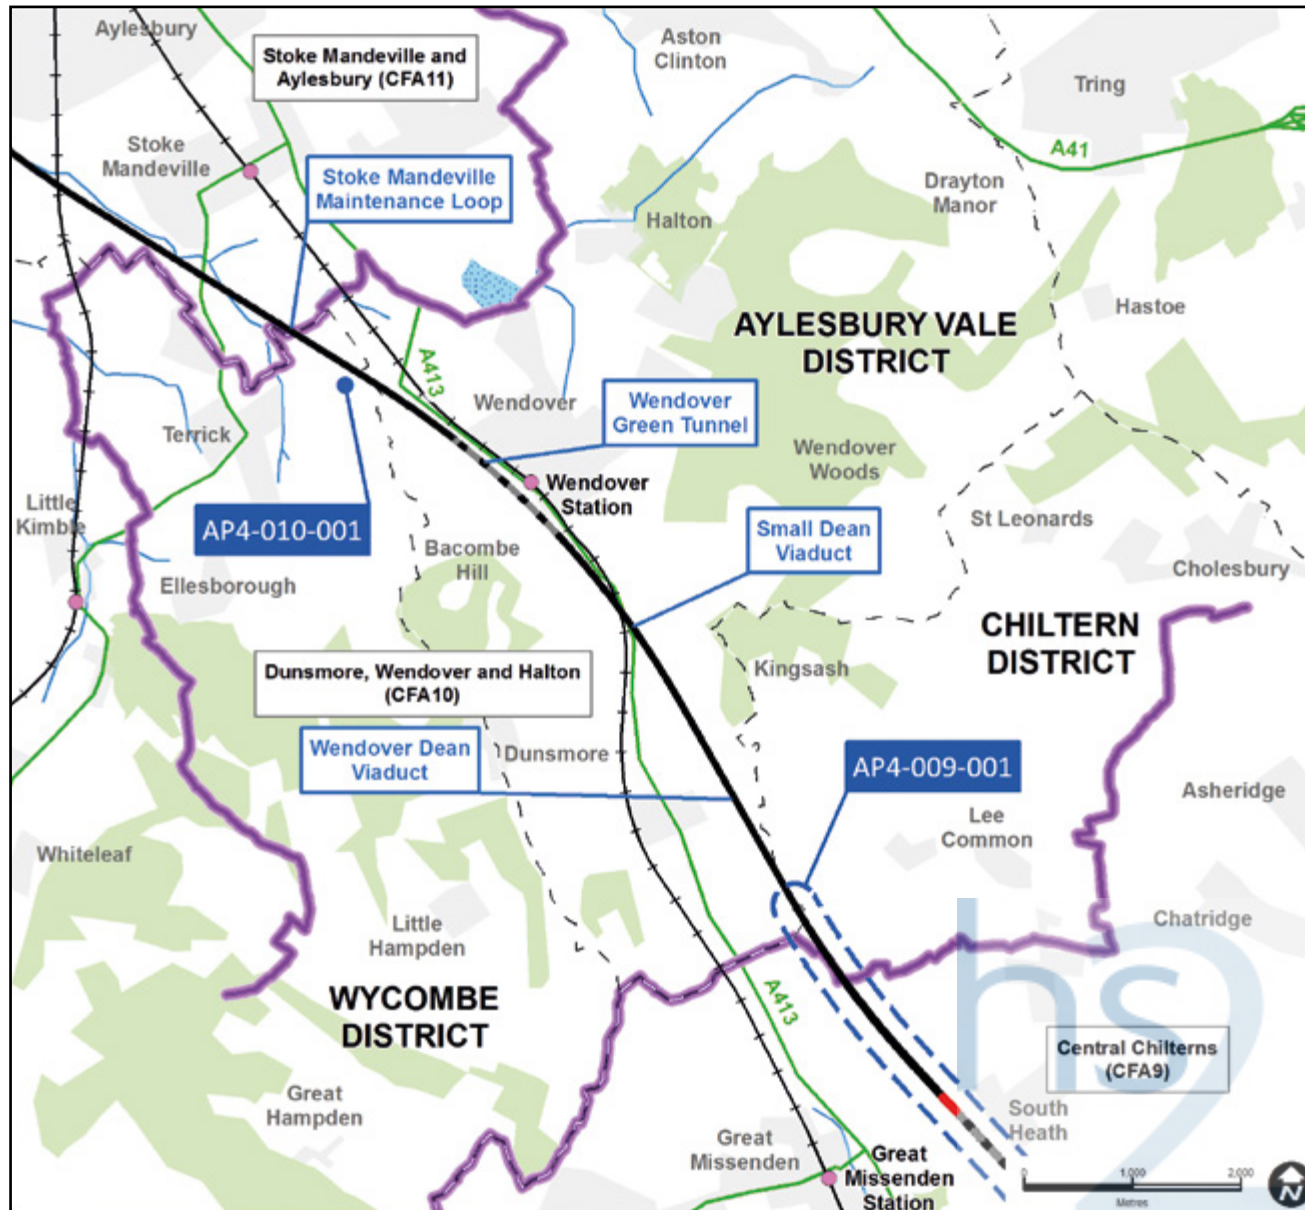 Aylesbury
Stoke Mandeville and
Aylesbury (CFA11)
Aston
Clinton
Tring
A41
Stoke
Mandeville
Stoke Mandeville
Maintenance Loop
Halton
Drayton
Manor
Hastoe
AYLESBURY VALE
DISTRICT
A413
Wendover
Wendover
Green Tunnel
Terrick
Wendover
Woods
Little
Kimble
AP4-010-001
Wendover
Station
St Leonards
Bacombe
Hill
Small Dean
Viaduct
Ellesborough
Cholesbury
CHILTERN
DISTRICT
Dunsmore, Wendover and Halton
(CFA10)
Kingsash
Wendover Dean
Viaduct
Dunsmore
AP4-009-001
Asheridge
Lee
Common
Whiteleaf
Little
Hampden
Chatridge
WYCOMBE
DISTRICT
A413
hs2
Central Chilterns
(CFA9)
Great
Hampden
South
Heath
Great
Missenden
Great
Missenden
Station
0 1,000 2,000
Metres
N